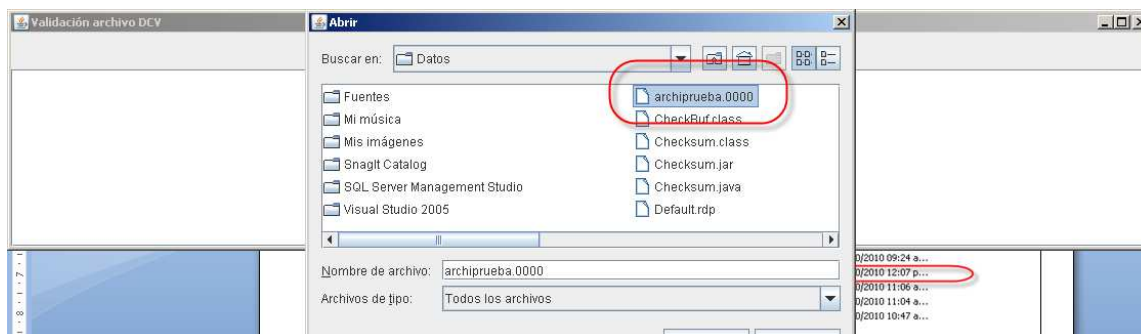 Validación archivo DCV
Abrir
Buscar en: Datos
Fuentes
Mi música
Mis imágenes
SnagIt Catalog
SQL Server Management Studio
Visual Studio 2005
archiprueba.0000
CheckBuf.class
Checksum.class
Checksum.jar
Checksum.java
Default.rdp
Nombre de archivo: archiprueba.0000
Archivos de tipo: Todos los archivos
0/2010 09:24 a...
0/2010 12:07 p...
0/2010 11:06 a...
0/2010 11:04 a...
0/2010 10:47 a...
7
8